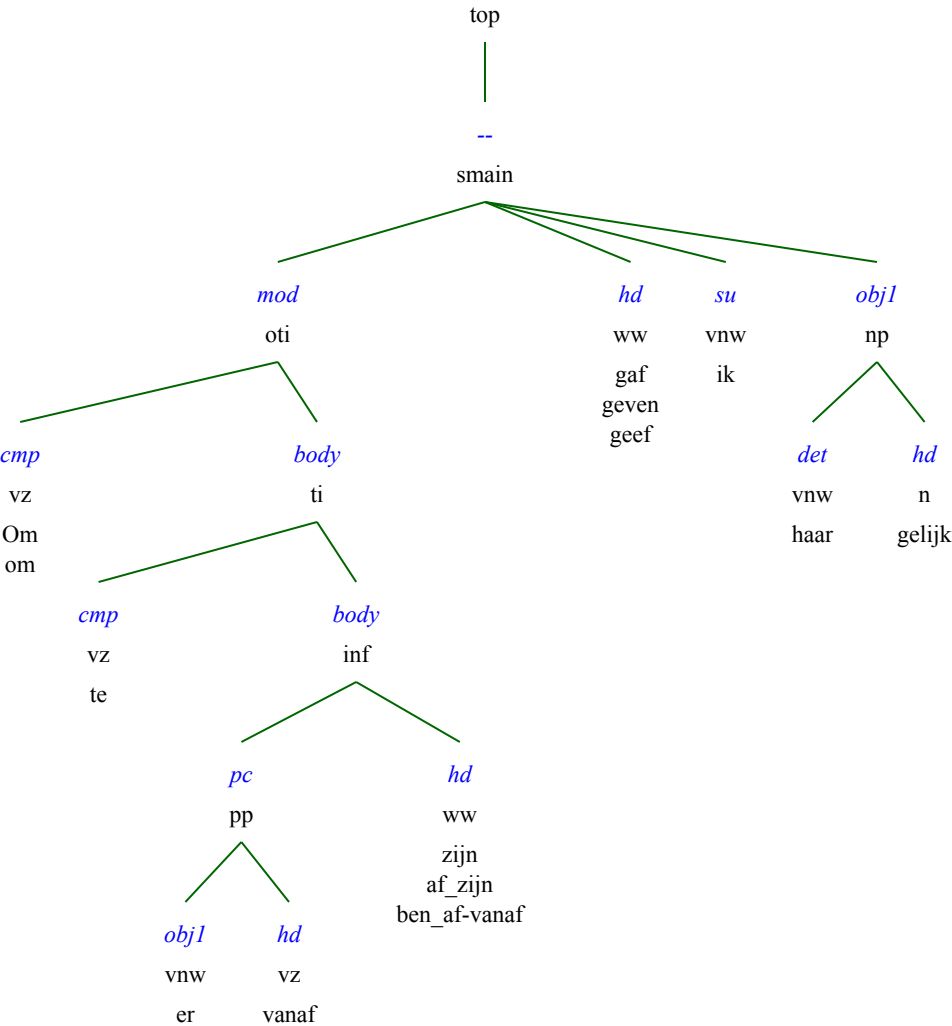 top
--
smain
mod hd su obj1
oti ww vnw np
gaf ik
geven
geef
cmp body det hd
vz ti vnw n
Om haar gelijk
om
cmp body
vz inf
te
pc hd
pp ww
zijn
af_zijn
ben_af-vanaf
obj1 hd
vnw vz
er vanaf